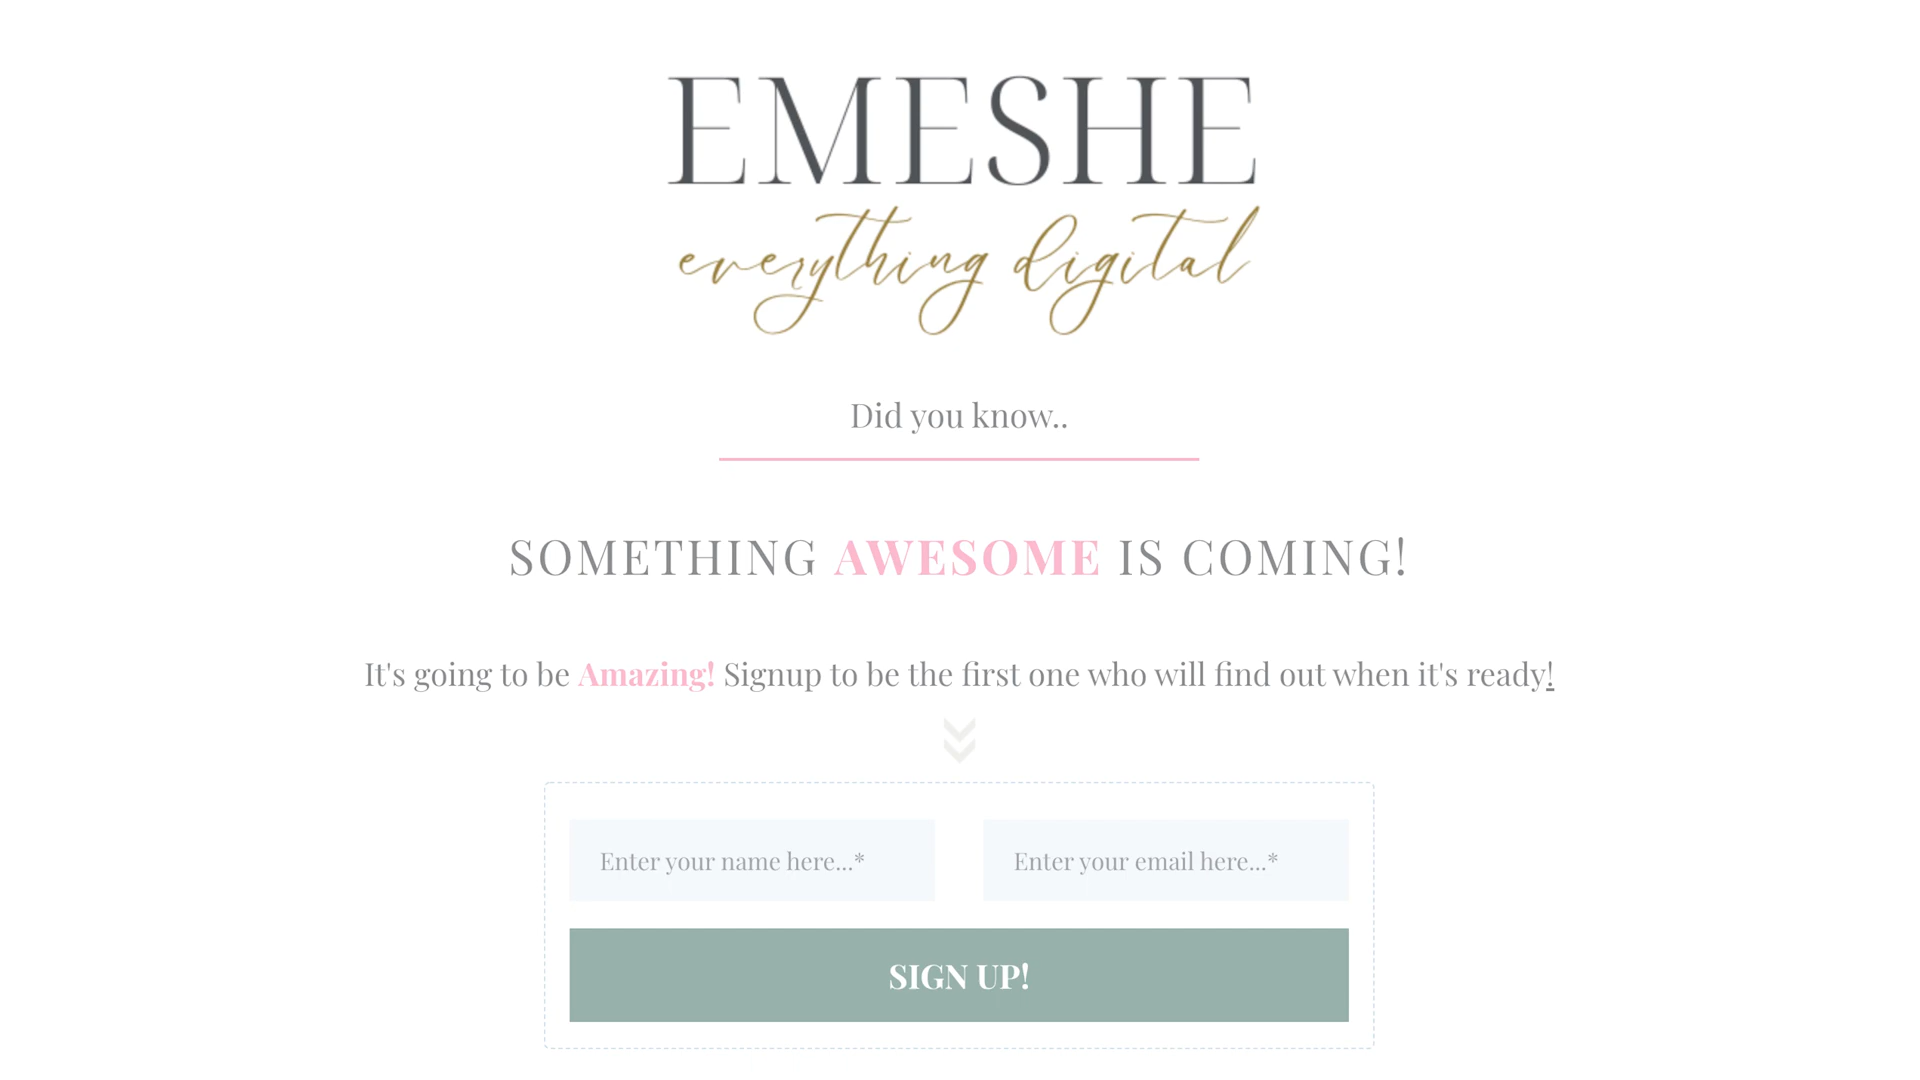 EMESHE
everything digital
Did you know..
SOMETHING AWESOME IS COMING!
It's going to be Amazing! Signup to be the first one who will find out when it's ready!
Enter your name here...*
Enter your email here...*
SIGN UP!